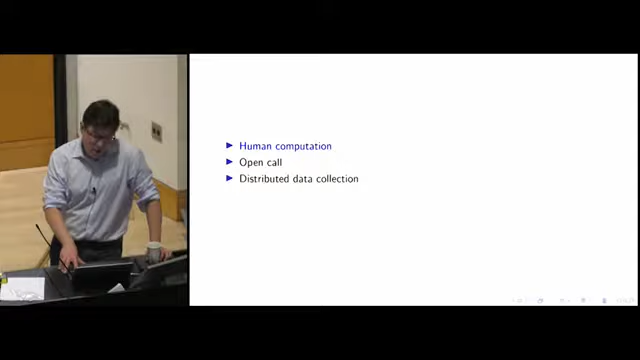 Human computation
Open call
Distributed data collection